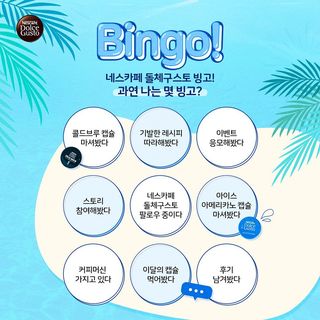 NESCAFÉ
Dolce
Gusto
Bingo!
네스카페 돌체구스토 빙고!
과연 나는 몇 빙고?
콜드브루 캡슐
마셔봤다
기발한 레시피
따라해봤다
이벤트
응모해봤다
스토리
참여해봤다
네스카페
돌체구스토
팔로우 중이다
아이스
아메리카노 캡슐
마셔봤다
커피머신
가지고 있다
이달의 캡슐
먹어봤다
후기
남겨봤다